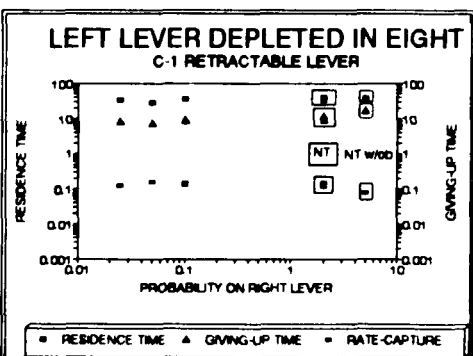 LEFT LEVER DEPLETED IN EIGHT
C-1 RETRACTABLE LEVER
100 100
10 10
1 1
0.1 0.1
0.01 0.01
0.001 0.001
RESIDENCE TIME
GIVING-UP TIME
NT NT w/ob
0.01 0.1 1 10
PROBABILITY ON RIGHT LEVER
RESIDENCE TIME GIVING-UP TIME RATE-CAPTURE